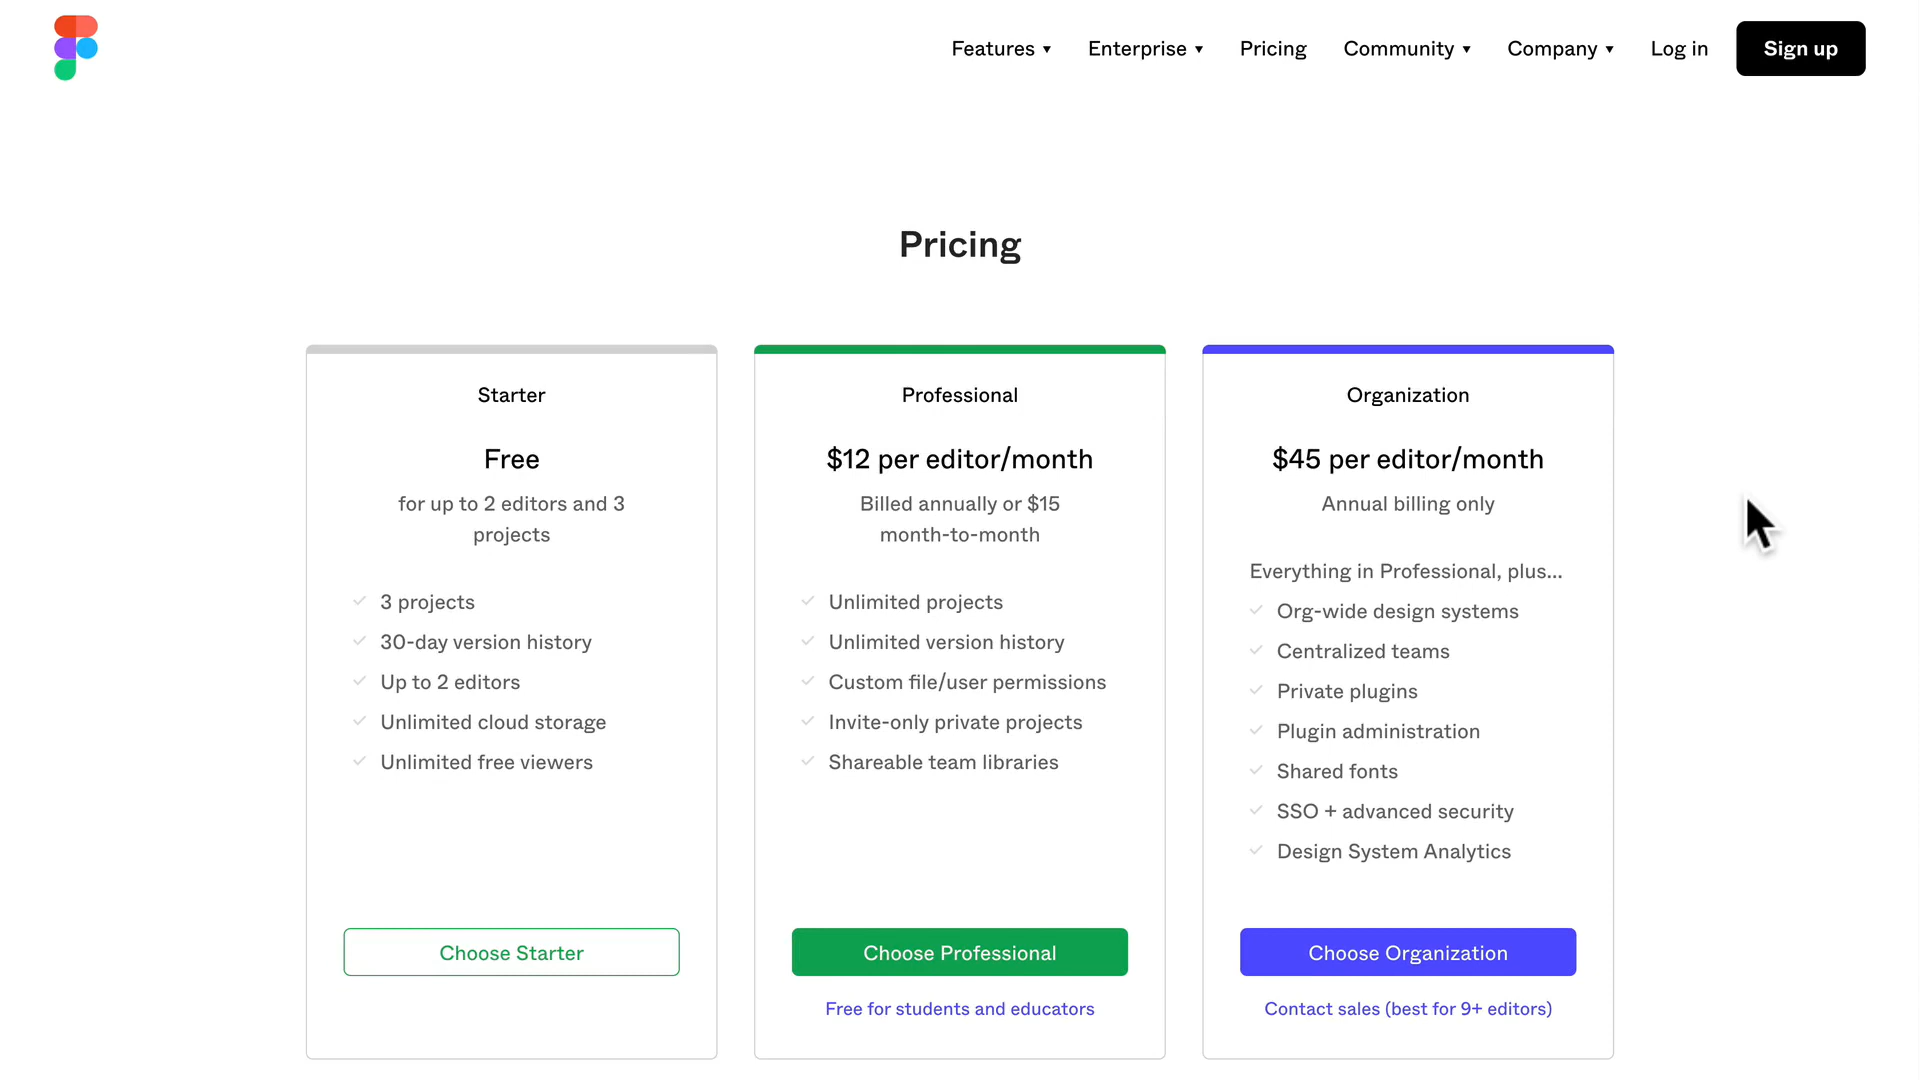 Features ▾ Enterprise ▾ Pricing Community ▾ Company ▾ Log in Sign up
Pricing
Starter
Free
for up to 2 editors and 3
projects
3 projects
30-day version history
Up to 2 editors
Unlimited cloud storage
Unlimited free viewers
Choose Starter
Professional
$12 per editor/month
Billed annually or $15
month-to-month
Unlimited projects
Unlimited version history
Custom file/user permissions
Invite-only private projects
Shareable team libraries
Choose Professional
Free for students and educators
Organization
$45 per editor/month
Annual billing only
Everything in Professional, plus...
Org-wide design systems
Centralized teams
Private plugins
Plugin administration
Shared fonts
SSO + advanced security
Design System Analytics
Choose Organization
Contact sales (best for 9+ editors)